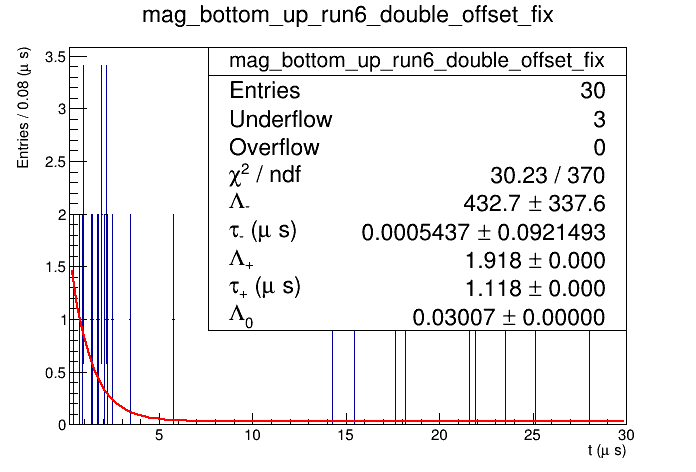 mag_bottom_up_run6_double_offset_fix
mag_bottom_up_run6_double_offset_fix
Entries 30
Underflow 3
Overflow 0
χ² / ndf 30.23 / 370
Λ₋ 432.7 ± 337.6
τ₋ (μ s) 0.0005437 ± 0.0921493
Λ₊ 1.918 ± 0.000
τ₊ (μ s) 1.118 ± 0.000
Λ₀ 0.03007 ± 0.00000
Entries / 0.08 (μ s)
3.5
3
2.5
2
1.5
1
0.5
0
5 10 15 20 25 30
t (μ s)